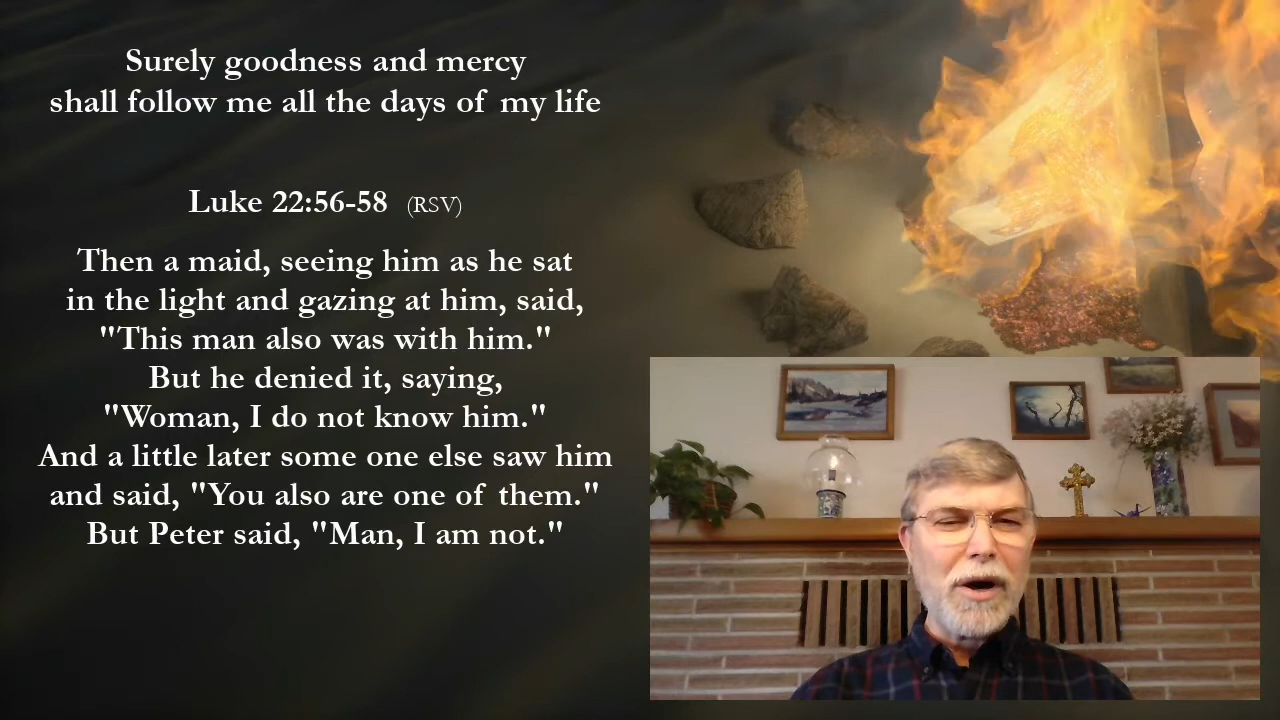 Surely goodness and mercy
shall follow me all the days of my life
Luke 22:56-58 (RSV)
Then a maid, seeing him as he sat
in the light and gazing at him, said,
"This man also was with him."
But he denied it, saying,
"Woman, I do not know him."
And a little later some one else saw him
and said, "You also are one of them."
But Peter said, "Man, I am not."